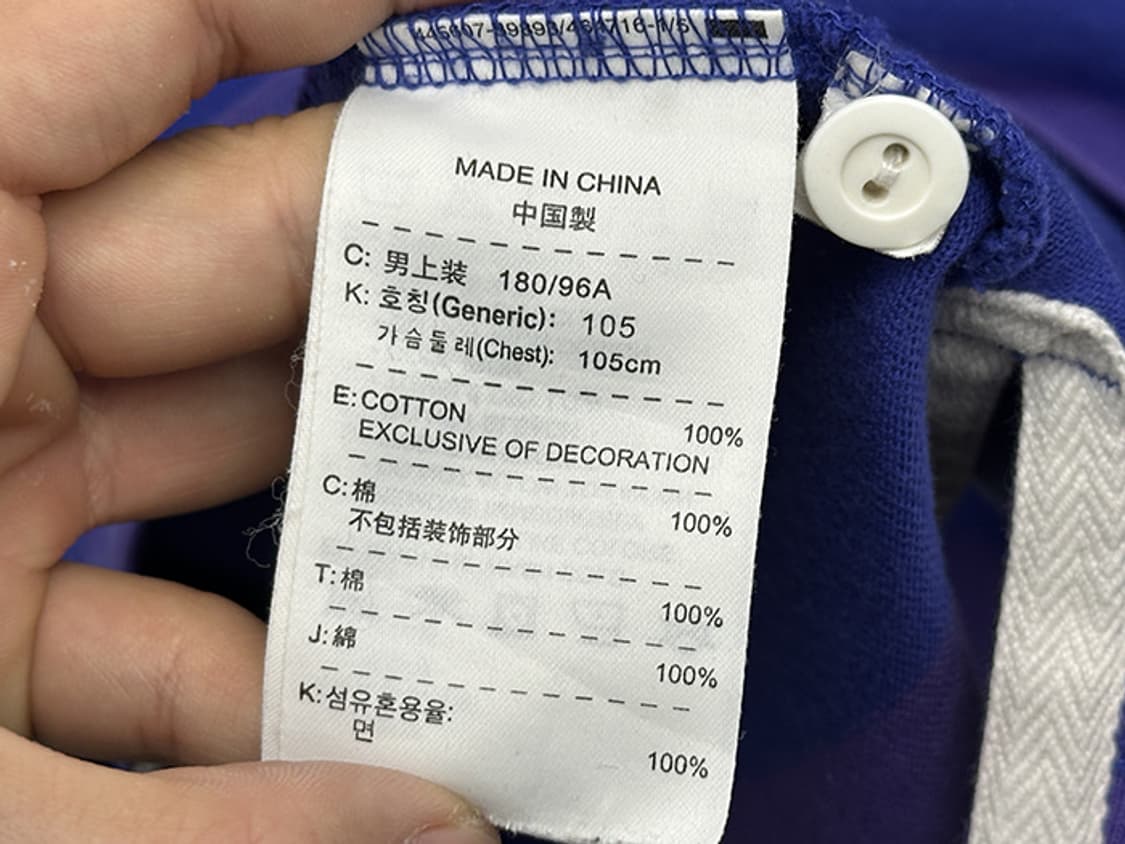 MADE IN CHINA
中国製
C: 男上装 180/96A
K: 호칭(Generic): 105
가슴둘레(Chest): 105cm
E: COTTON 100%
EXCLUSIVE OF DECORATION
C: 棉 100%
不包括装饰部分
T: 棉 100%
J: 綿 100%
K: 섬유혼용율:
면 100%